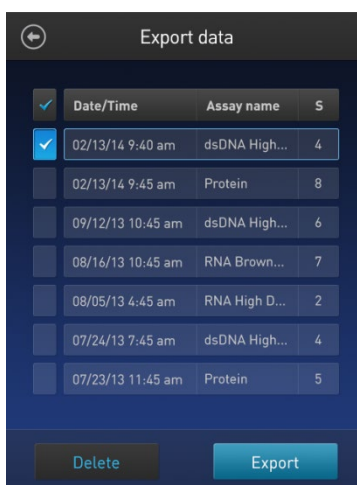 Export data
Date/Time Assay name S
02/13/14 9:40 am dsDNA High... 4
02/13/14 9:45 am Protein 8
09/12/13 10:45 am dsDNA High... 6
08/16/13 10:45 am RNA Brown... 7
08/05/13 4:45 am RNA High D... 2
07/24/13 7:45 am dsDNA High... 4
07/23/13 11:45 am Protein 5
Delete Export